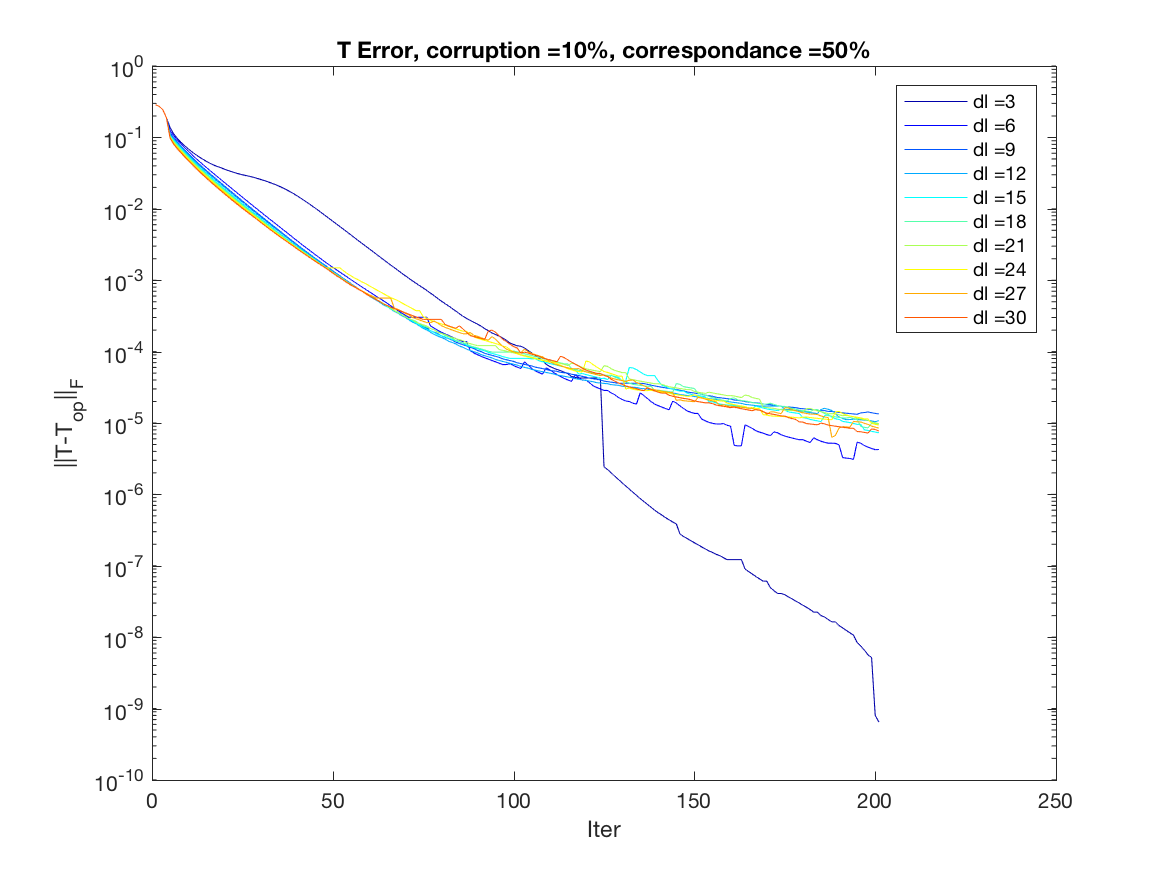 T Error, corruption =10%, correspondance =50%
10^0
10^-1
10^-2
10^-3
10^-4
10^-5
10^-6
10^-7
10^-8
10^-9
10^-10
||T-T_op||_F
dl =3
dl =6
dl =9
dl =12
dl =15
dl =18
dl =21
dl =24
dl =27
dl =30
0 50 100 150 200 250
Iter